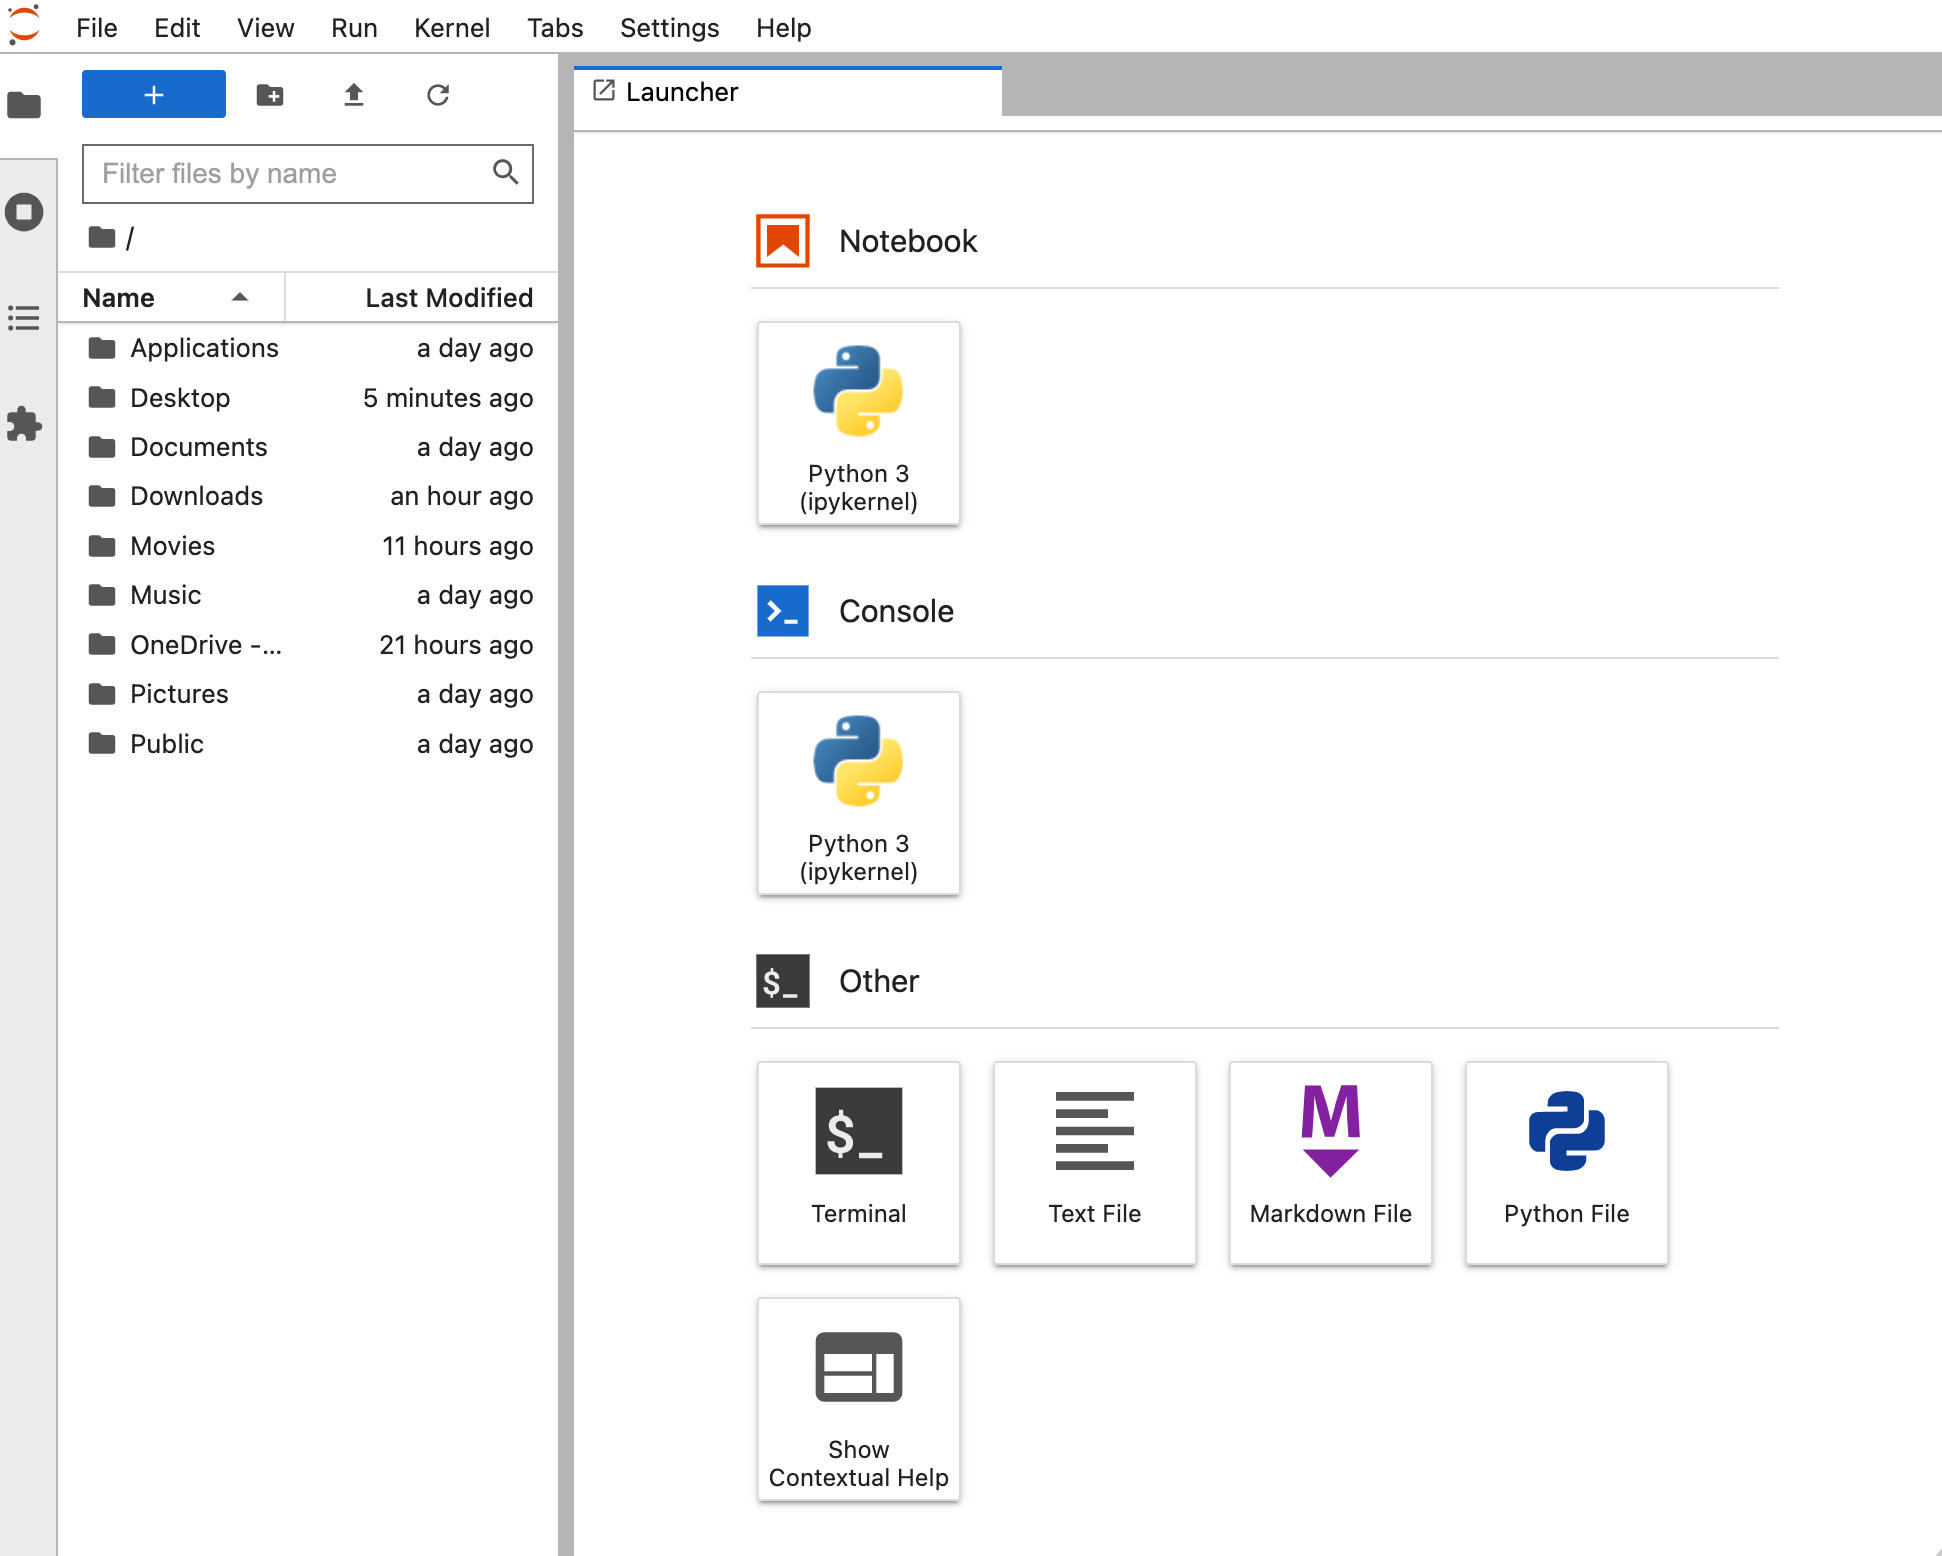 File Edit View Run Kernel Tabs Settings Help
+
Filter files by name
/
Name Last Modified
Applications a day ago
Desktop 5 minutes ago
Documents a day ago
Downloads an hour ago
Movies 11 hours ago
Music a day ago
OneDrive -... 21 hours ago
Pictures a day ago
Public a day ago
Launcher
Notebook
Python 3
(ipykernel)
>_ Console
Python 3
(ipykernel)
$_ Other
$_
M
Terminal Text File Markdown File Python File
Show
Contextual Help